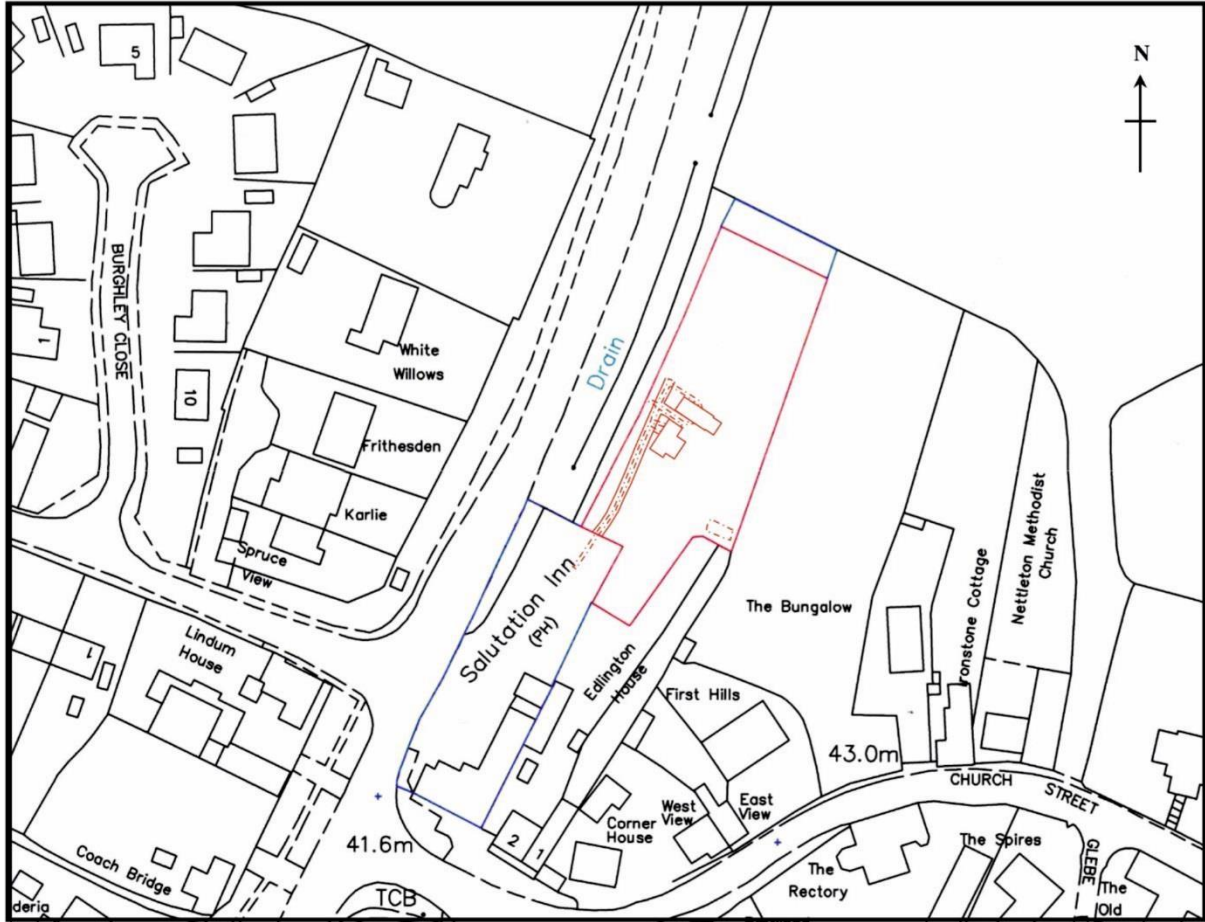 5
N
BURGHLEY CLOSE
1
White
Willows
10
Drain
Frithesden
Karlie
Spruce
View
Salutation Inn
(PH)
Nettleton Methodist
Church
ronstone Cottage
The Bungalow
Lindum
House
1
Edlington
House
First Hills
43.0m
CHURCH
STREET
West
View
East
View
Corner
House
2
1
41.6m
The Spires
GLEBE
Coach Bridge
The
Rectory
The
Old
deria
TCB